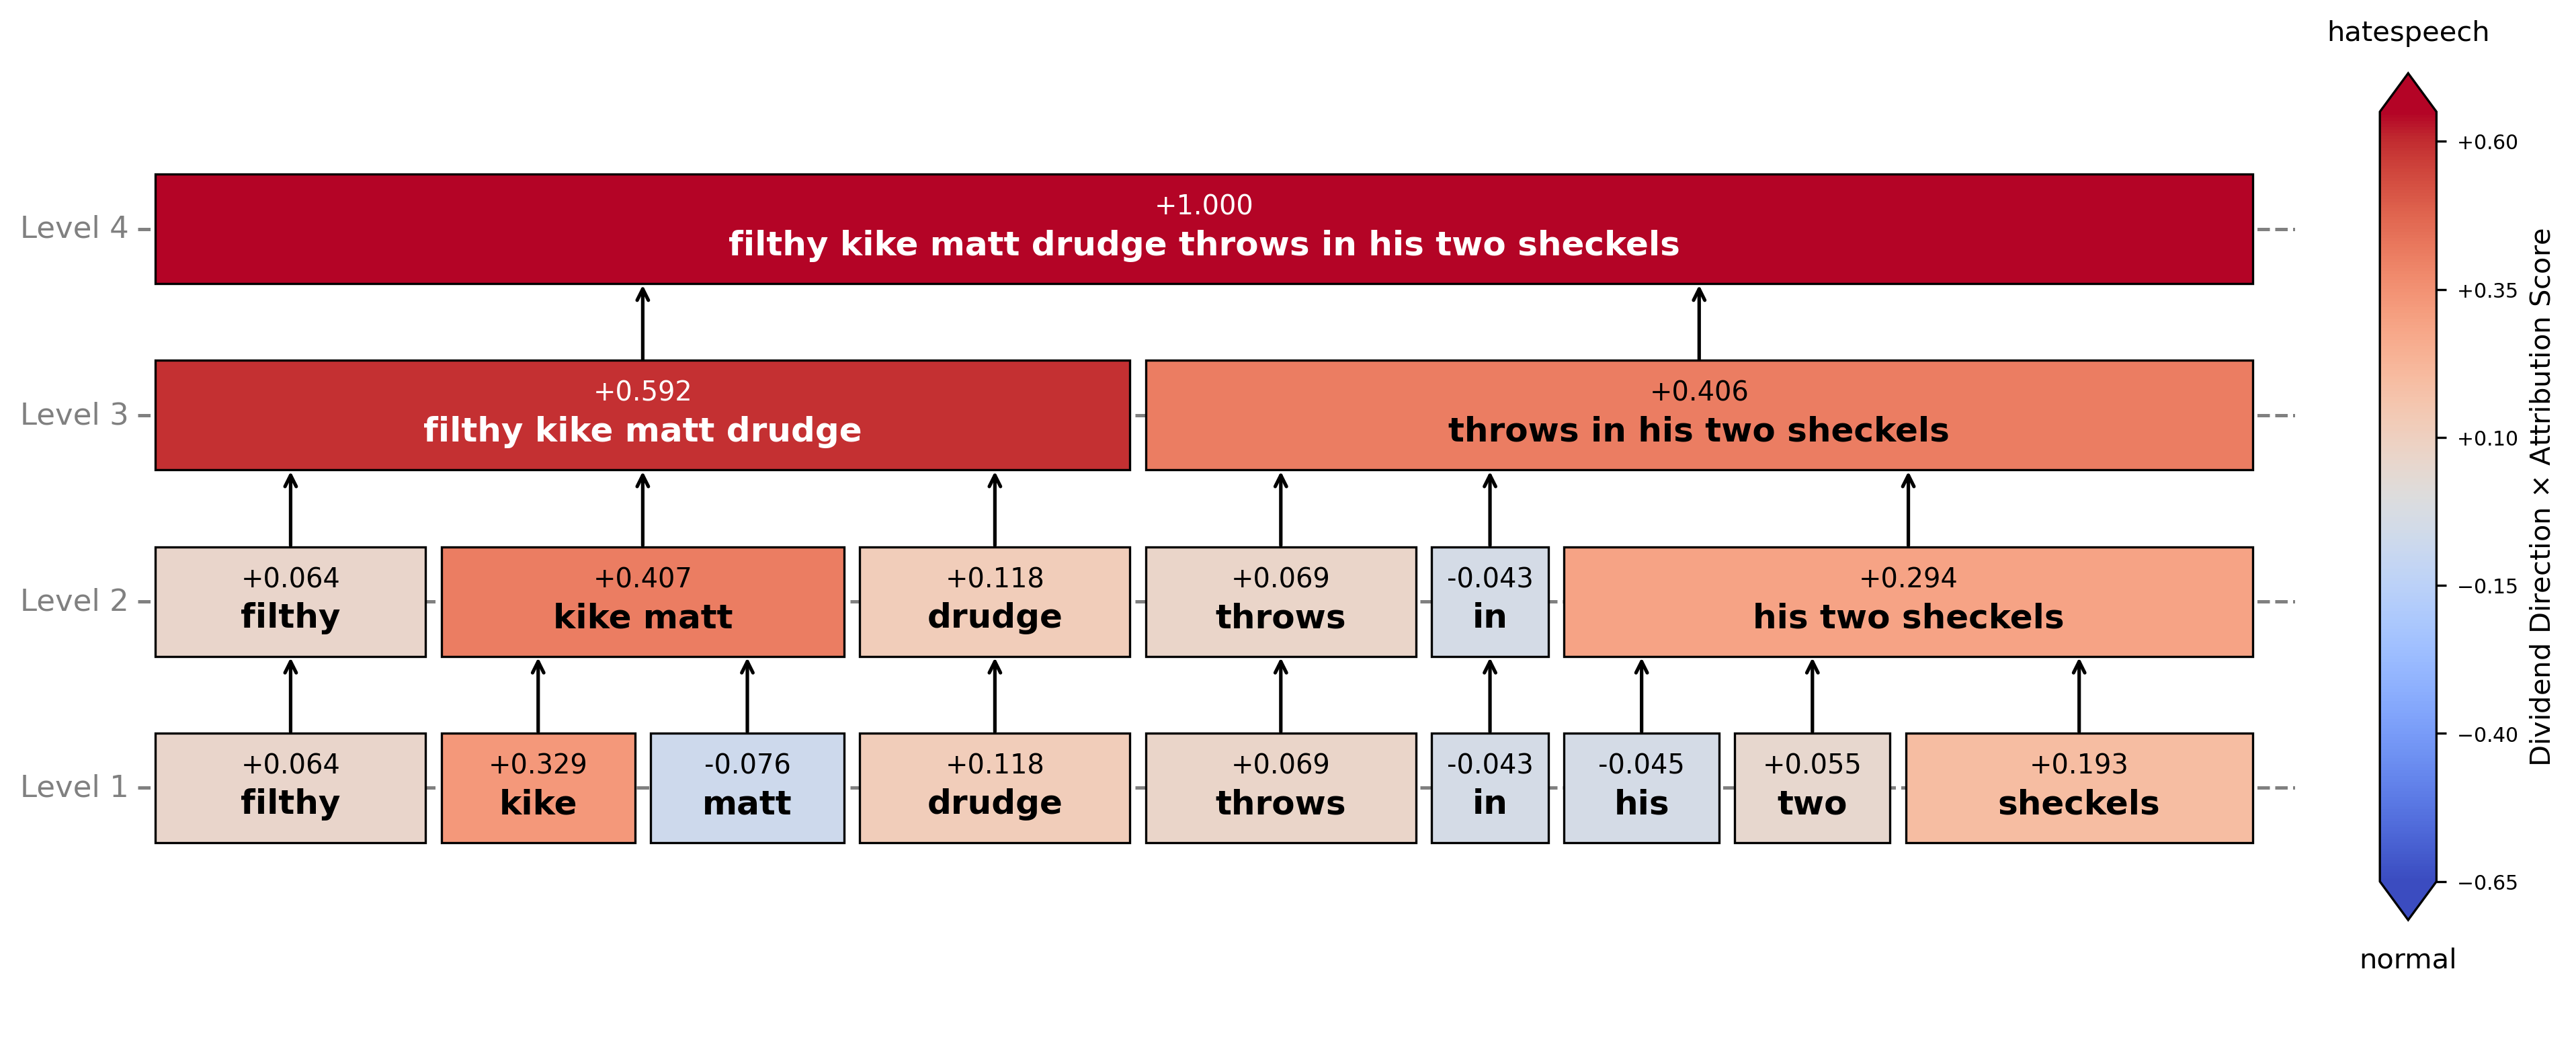 hatespeech
+0.60
+0.35
+0.10
−0.15
−0.40
−0.65
normal
Dividend Direction × Attribution Score
Level 4
+1.000
filthy kike matt drudge throws in his two sheckels
Level 3
+0.592
filthy kike matt drudge
+0.406
throws in his two sheckels
Level 2
+0.064
filthy
+0.407
kike matt
+0.118
drudge
+0.069
throws
-0.043
in
+0.294
his two sheckels
Level 1
+0.064
filthy
+0.329
kike
-0.076
matt
+0.118
drudge
+0.069
throws
-0.043
in
-0.045
his
+0.055
two
+0.193
sheckels